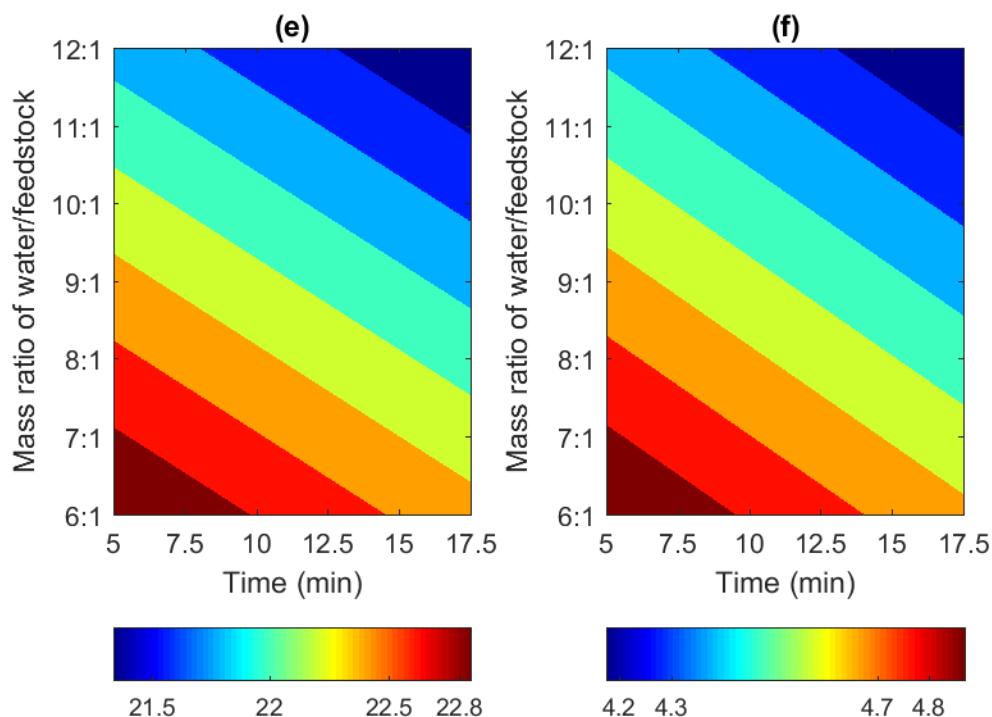 (e)
(f)
Mass ratio of water/feedstock
12:1
11:1
10:1
9:1
8:1
7:1
6:1
5 7.5 10 12.5 15 17.5
Time (min)
21.5 22 22.5 22.8
Mass ratio of water/feedstock
12:1
11:1
10:1
9:1
8:1
7:1
6:1
5 7.5 10 12.5 15 17.5
Time (min)
4.2 4.3 4.7 4.8